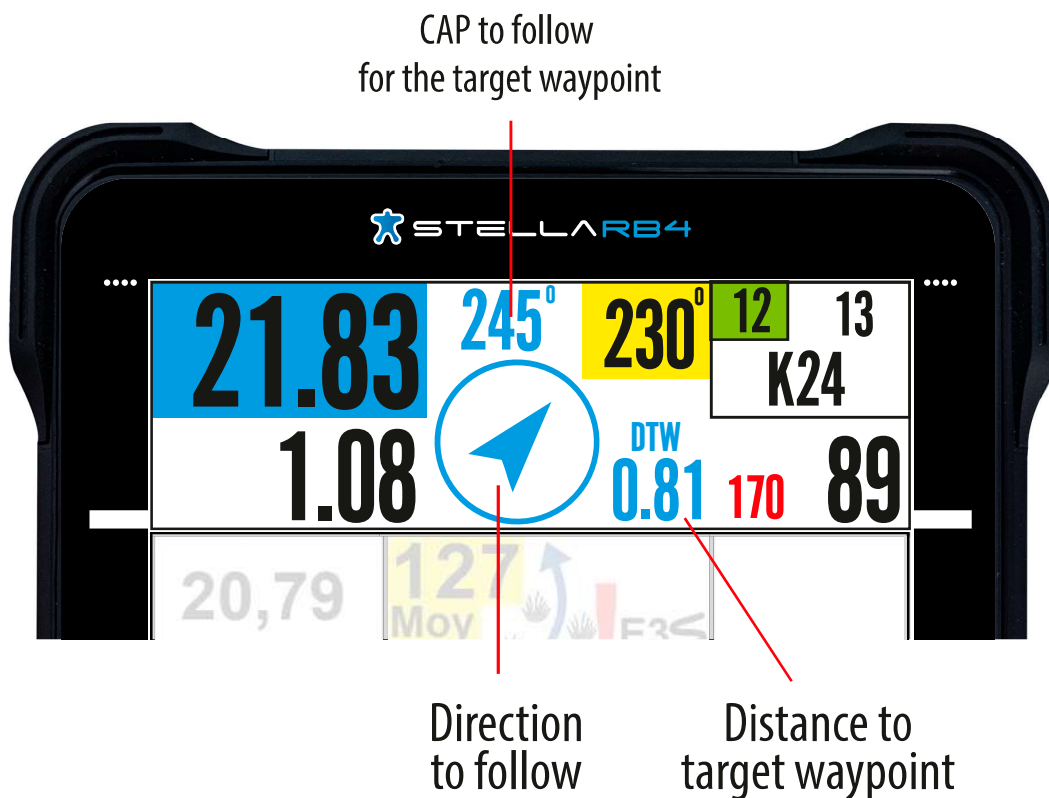 CAP to follow
for the target waypoint
STELLARB4
21.83
245°
230°
12
13
K24
1.08
DTW
0.81
170
89
20,79
127
Mov
Direction
to follow
Distance to
target waypoint